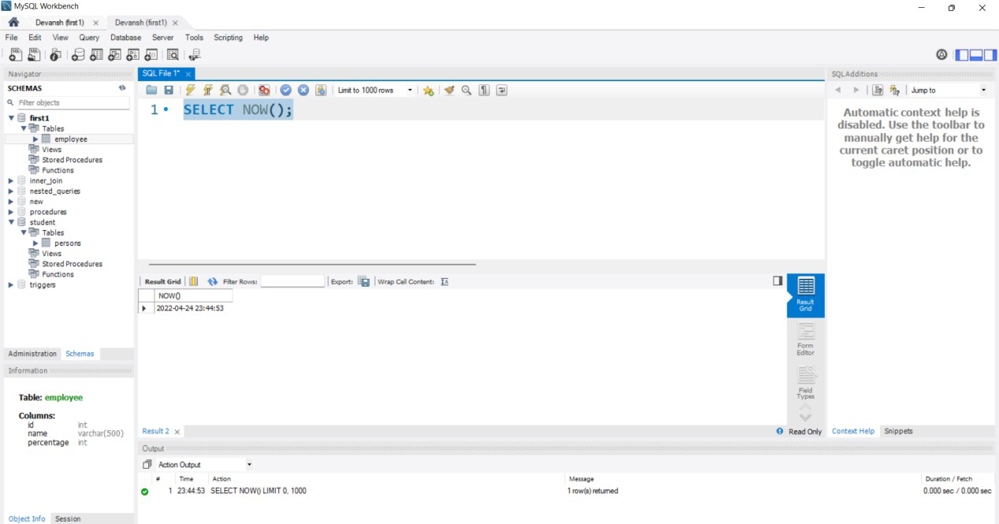 MySQL Workbench
Devansh (first1)
Devansh (first1)
File Edit View Query Database Server Tools Scripting Help
Navigator
SCHEMAS
Filter objects
first1
Tables
employee
Views
Stored Procedures
Functions
inner_join
nested_queries
new
procedures
student
Tables
persons
Views
Stored Procedures
Functions
triggers
Administration Schemas
Information
Table: employee
Columns:
id int
name varchar(500)
percentage int
Object Info Session
SQL File 1*
Limit to 1000 rows
1 SELECT NOW();
Result Grid Filter Rows: Export: Wrap Cell Content:
NOW()
2022-04-24 23:44:53
Result
Grid
Form
Editor
Field
Types
Result 2
Read Only
Output
Action Output
# Time Action Message Duration / Fetch
1 23:44:53 SELECT NOW() LIMIT 0, 1000 1 row(s) returned 0.000 sec / 0.000 sec
SQLAdditions
Jump to
Automatic context help is
disabled. Use the toolbar to
manually get help for the
current caret position or to
toggle automatic help.
Context Help Snippets